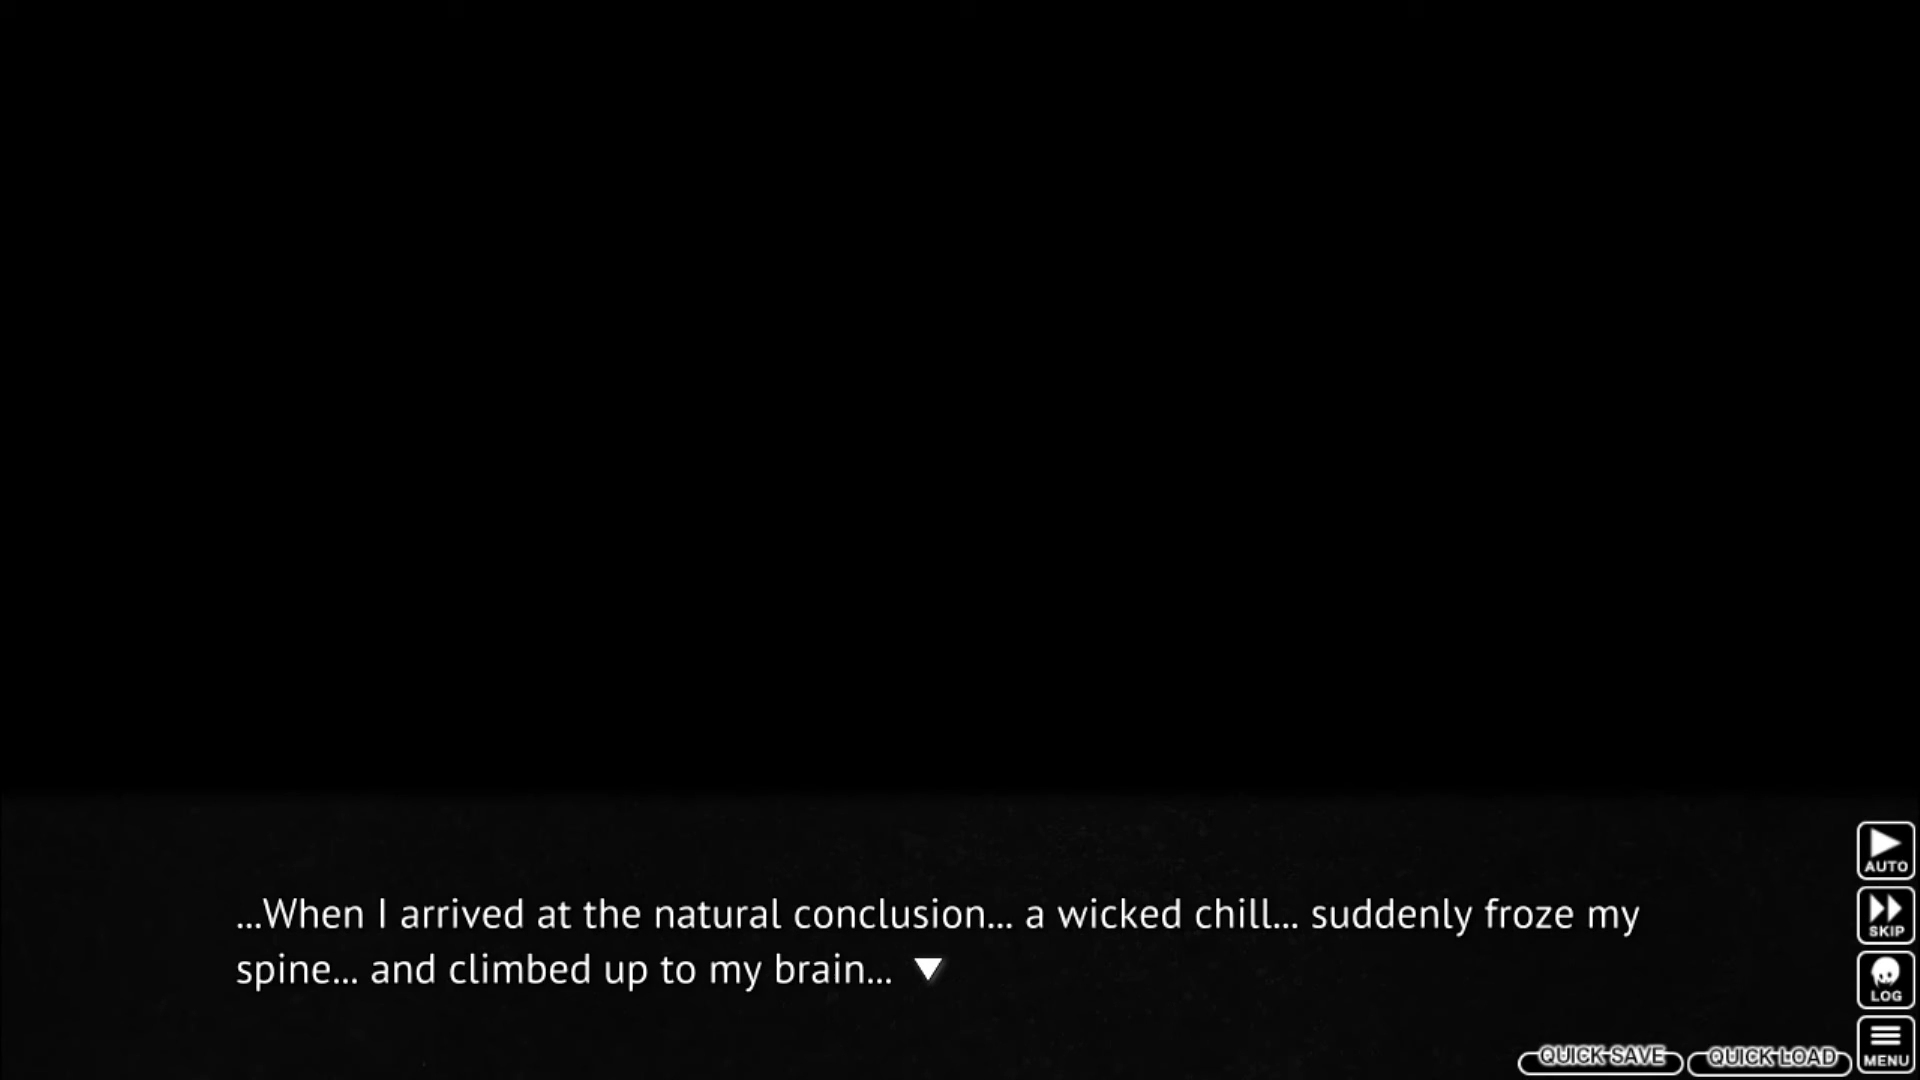 ...When I arrived at the natural conclusion... a wicked chill... suddenly froze my
spine... and climbed up to my brain...
AUTO
SKIP
LOG
MENU
QUICK SAVE
QUICK LOAD